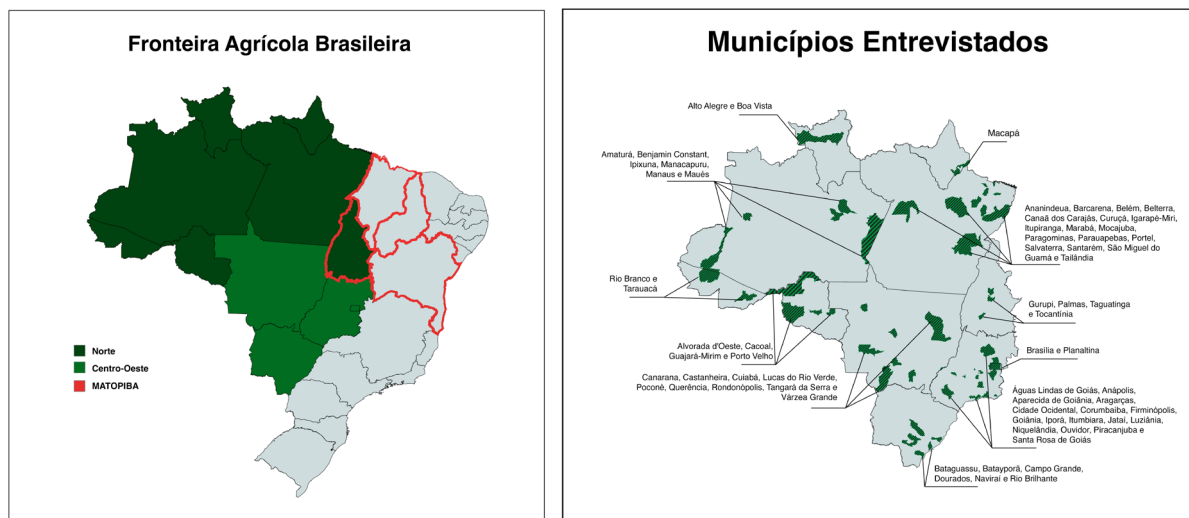 Fronteira Agrícola Brasileira
Norte
Centro-Oeste
MATOPIBA
Municípios Entrevistados
Alto Alegre e Boa Vista
Macapá
Amaturá, Benjamin Constant,
Ipixuna, Manacapuru,
Manaus e Maués
Ananindeua, Barcarena, Belém, Belterra,
Canaã dos Carajás, Curuçá, Igarapé-Miri,
Itupiranga, Marabá, Mocajuba,
Paragominas, Parauapebas, Portel,
Salvaterra, Santarém, São Miguel do
Guamá e Tailândia
Rio Branco e
Tarauacá
Gurupi, Palmas, Taguatinga
e Tocantínia
Alvorada d'Oeste, Cacoal,
Guajará-Mirim e Porto Velho
Brasília e Planaltina
Canarana, Castanheira, Cuiabá, Lucas do Rio Verde,
Poconé, Querência, Rondonópolis, Tangará da Serra e
Várzea Grande
Águas Lindas de Goiás, Anápolis,
Aparecida de Goiânia, Aragarças,
Cidade Ocidental, Corumbaíba, Firminópolis,
Goiânia, Iporá, Itumbiara, Jataí, Luziânia,
Niquelândia, Ouvidor, Piracanjuba e
Santa Rosa de Goiás
Bataguassu, Batayporã, Campo Grande,
Dourados, Naviraí e Rio Brilhante